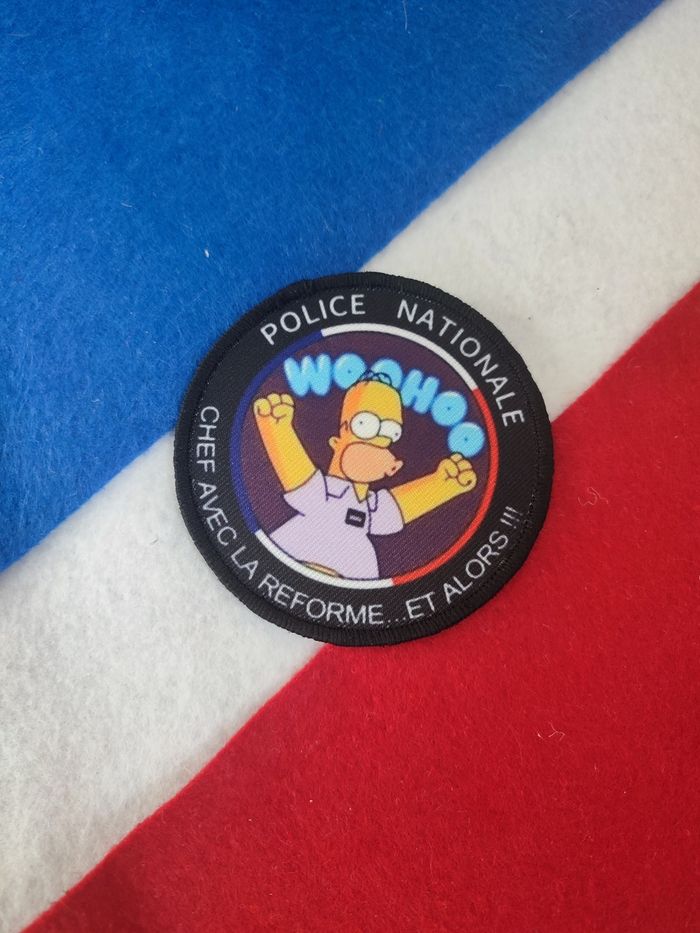 POLICE NATIONALE
WOOHOO
CHEF AVEC LA REFORME...ET ALORS !!!